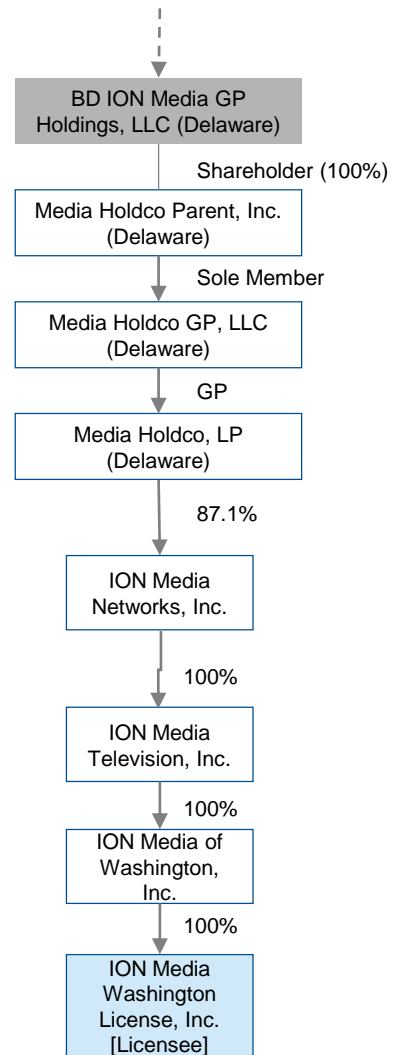 BD ION Media GP
Holdings, LLC (Delaware)
Shareholder (100%)
Media Holdco Parent, Inc.
(Delaware)
Sole Member
Media Holdco GP, LLC
(Delaware)
GP
Media Holdco, LP
(Delaware)
87.1%
ION Media
Networks, Inc.
100%
ION Media
Television, Inc.
100%
ION Media of
Washington,
Inc.
100%
ION Media
Washington
License, Inc.
[Licensee]